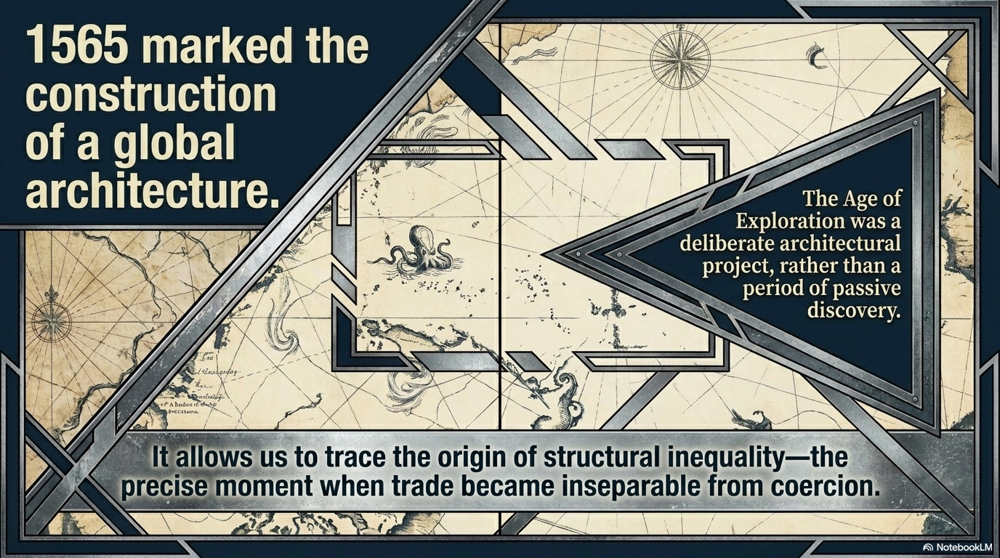 1565 marked the
construction
of a global
architecture.
The Age of
Exploration was a
deliberate architectural
project, rather than a
period of passive
discovery.
It allows us to trace the origin of structural inequality—the
precise moment when trade became inseparable from coercion.
NotebookLM